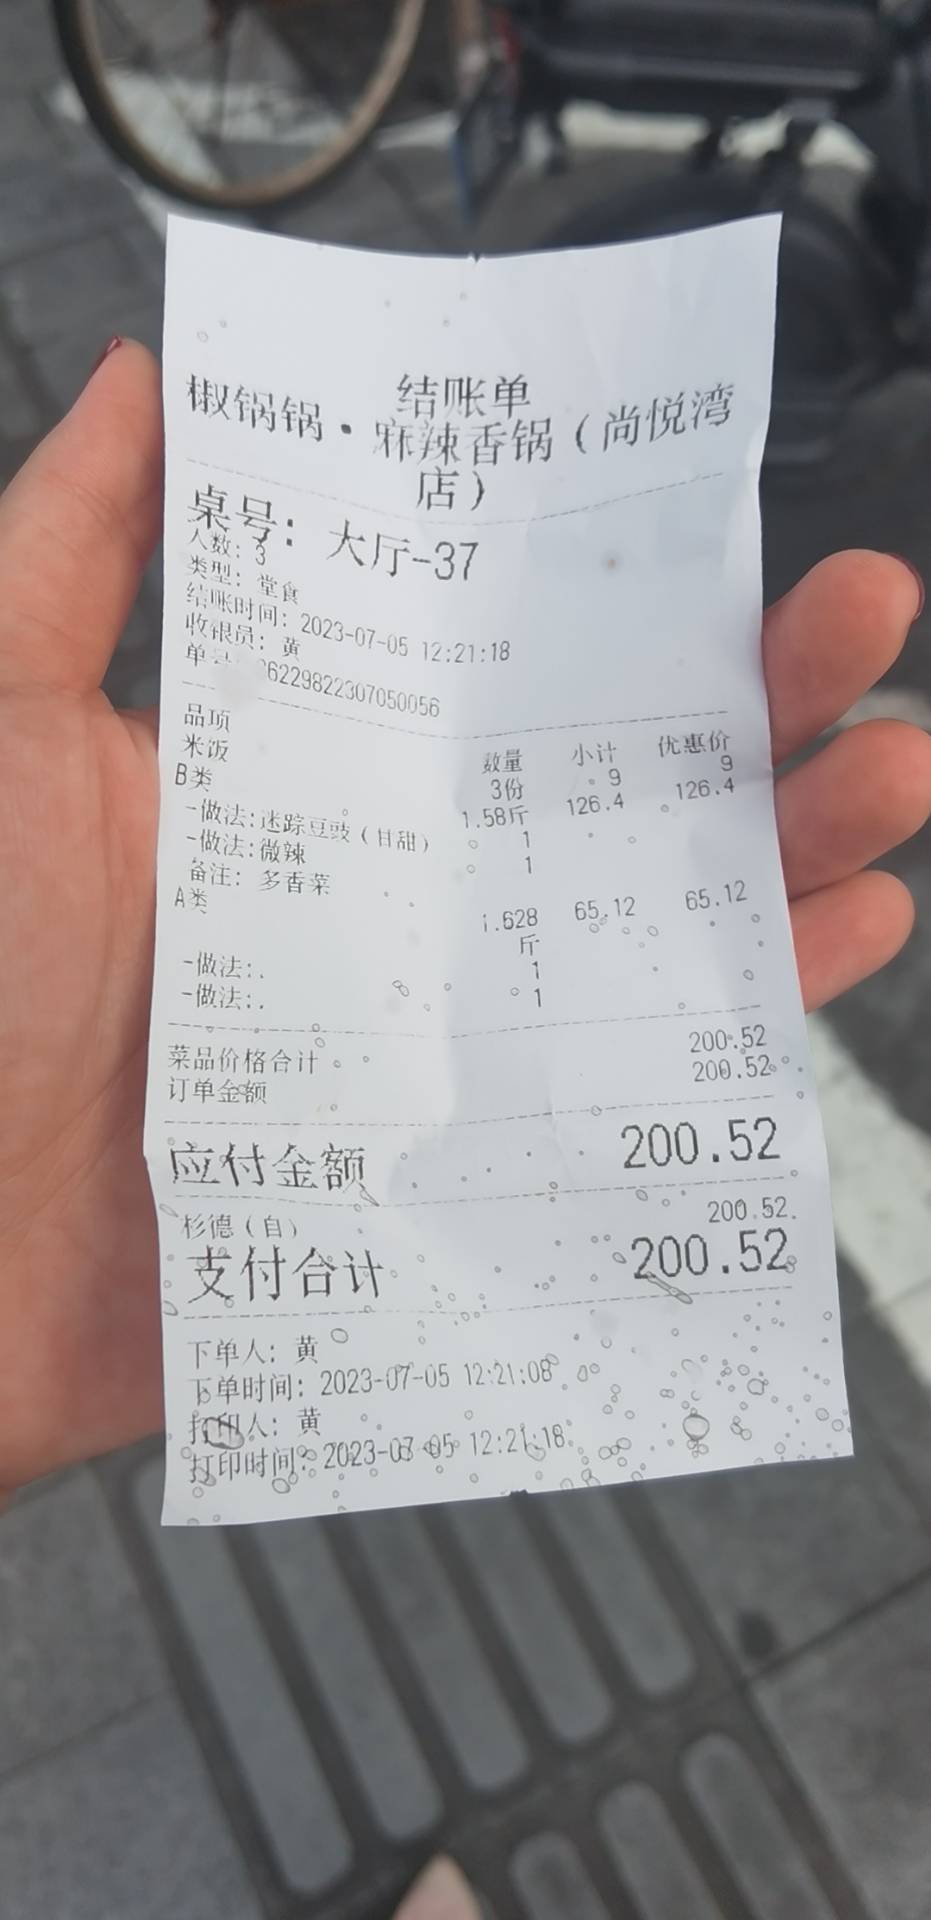 结账单
椒锅锅·麻辣香锅（尚悦湾
店）
桌号: 大厅-37
人数: 3
类型: 堂食
结账时间: 2023-07-05 12:21:18
收银员: 黄
单号 6229822307050056
品项 数量 小计 优惠价
米饭 3份 9 9
B类 1.58斤 126.4 126.4
-做法:迷踪豆豉（甘甜） 1
-做法:微辣 1
备注: 多香菜
A类 1.628 65.12 65.12
斤
-做法:. 1
-做法:. 1
菜品价格合计 200.52
订单金额 200.52
应付金额 200.52
杉德（自） 200.52
支付合计 200.52
下单人: 黄
下单时间: 2023-07-05 12:21:08
打印人: 黄
打印时间: 2023-07-05 12:21:18